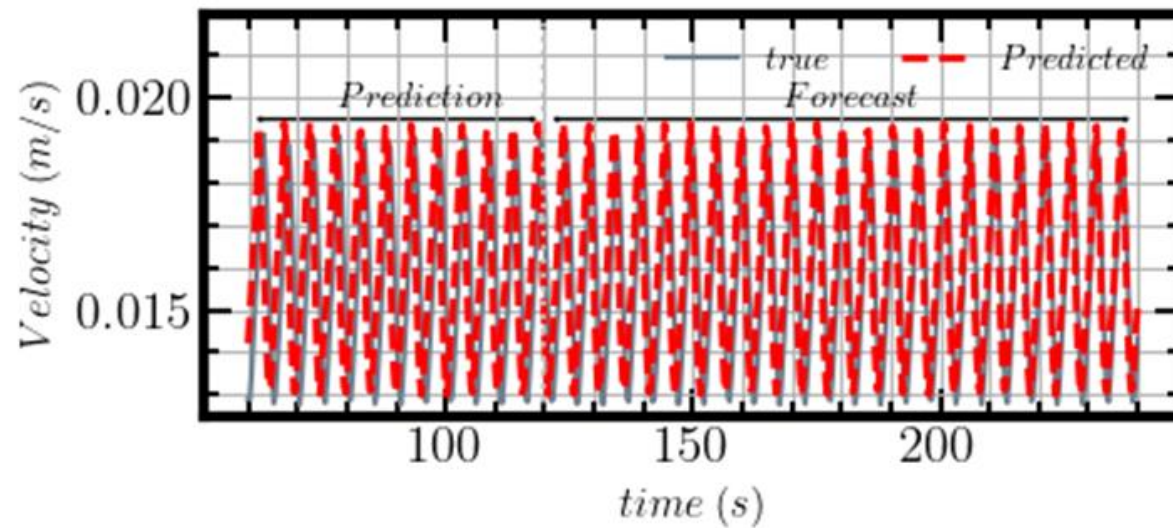 true
Predicted
0.020
Prediction
Forecast
Velocity (m/s)
0.015
100
150
200
time (s)